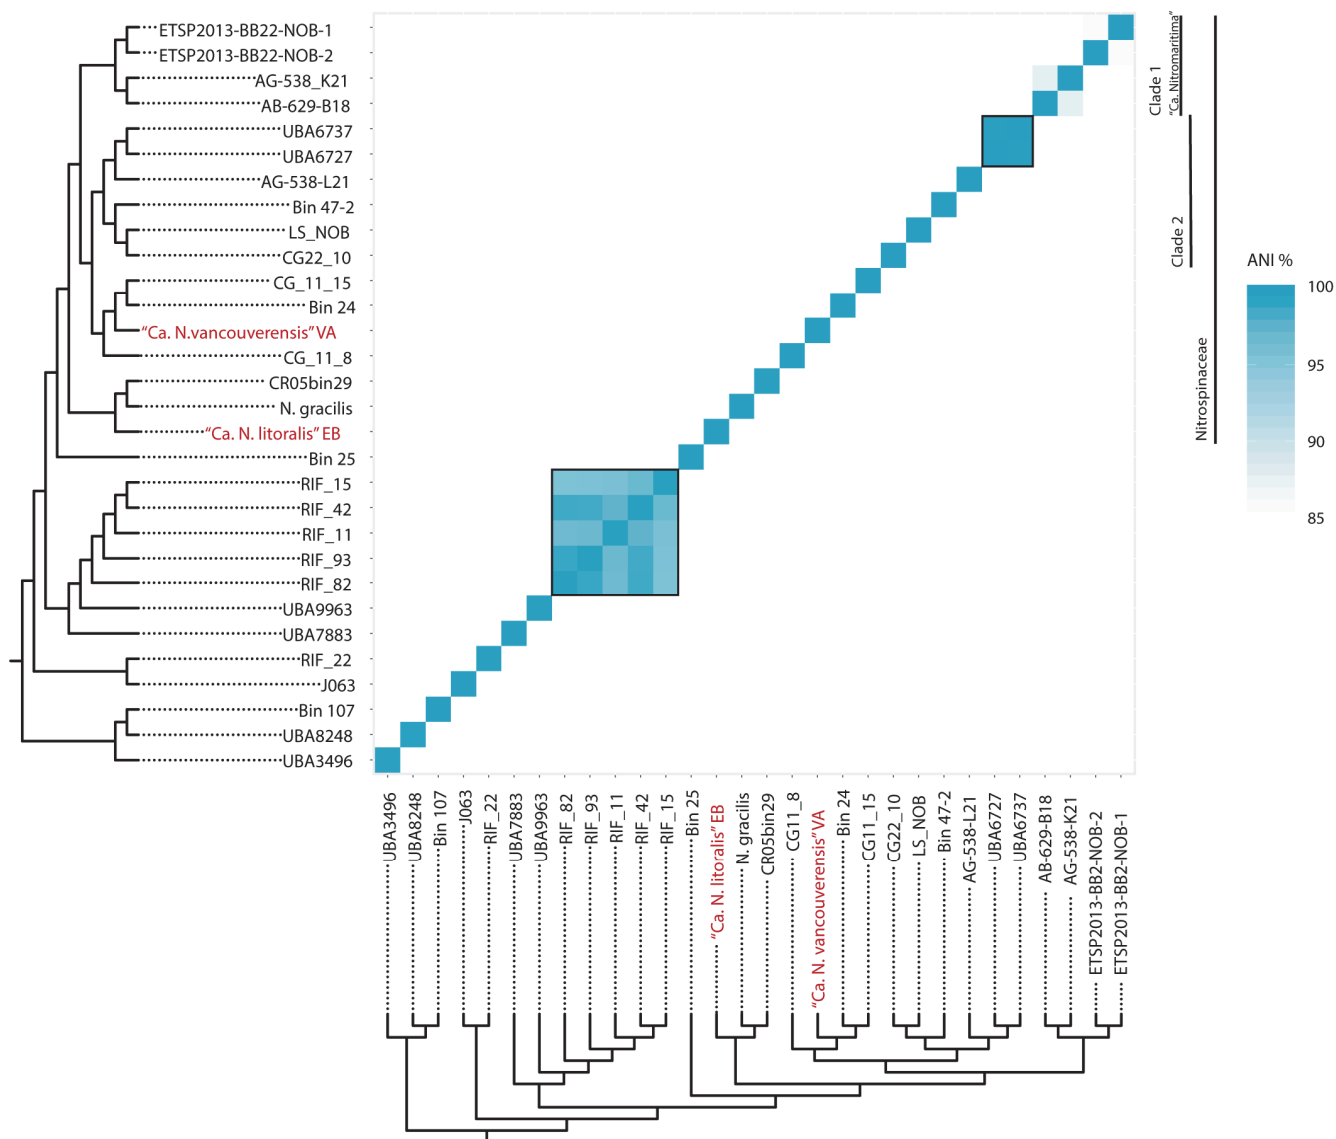 ETSP2013-BB22-NOB-1
ETSP2013-BB22-NOB-2
AG-538_K21
AB-629-B18
UBA6737
UBA6727
AG-538-L21
Bin 47-2
LS_NOB
CG22_10
CG_11_15
Bin 24
“Ca. N.vancouverensis” VA
CG_11_8
CR05bin29
N. gracilis
“Ca. N. litoralis” EB
Bin 25
RIF_15
RIF_42
RIF_11
RIF_93
RIF_82
UBA9963
UBA7883
RIF_22
J063
Bin 107
UBA8248
UBA3496
Clade 1
“Ca. Nitromaritima”
Clade 2
Nitrospinaceae
ANI %
100
95
90
85
UBA3496
UBA8248
Bin 107
J063
RIF_22
UBA7883
UBA9963
RIF_82
RIF_93
RIF_11
RIF_42
RIF_15
Bin 25
“Ca. N. litoralis” EB
N. gracilis
CR05bin29
CG11_8
“Ca. N. vancouverensis” VA
Bin 24
CG11_15
CG22_10
LS_NOB
Bin 47-2
AG-538-L21
UBA6727
UBA6737
AB-629-B18
AG-538-K21
ETSP2013-BB2-NOB-2
ETSP2013-BB2-NOB-1